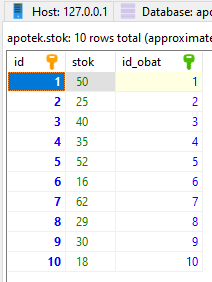 Host: 127.0.0.1 Database: apo
apotek.stok: 10 rows total (approximate
id stok id_obat
1 50 1
2 25 2
3 40 3
4 35 4
5 52 5
6 16 6
7 62 7
8 29 8
9 30 9
10 18 10